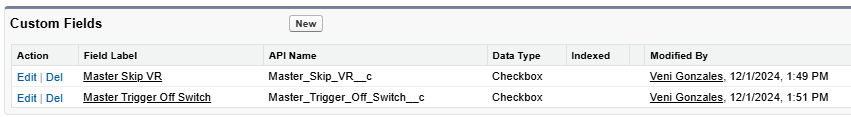 Custom Fields New
Action Field Label API Name Data Type Indexed Modified By
Edit | Del Master Skip VR Master_Skip_VR__c Checkbox Veni Gonzales, 12/1/2024, 1:49 PM
Edit | Del Master Trigger Off Switch Master_Trigger_Off_Switch__c Checkbox Veni Gonzales, 12/1/2024, 1:51 PM